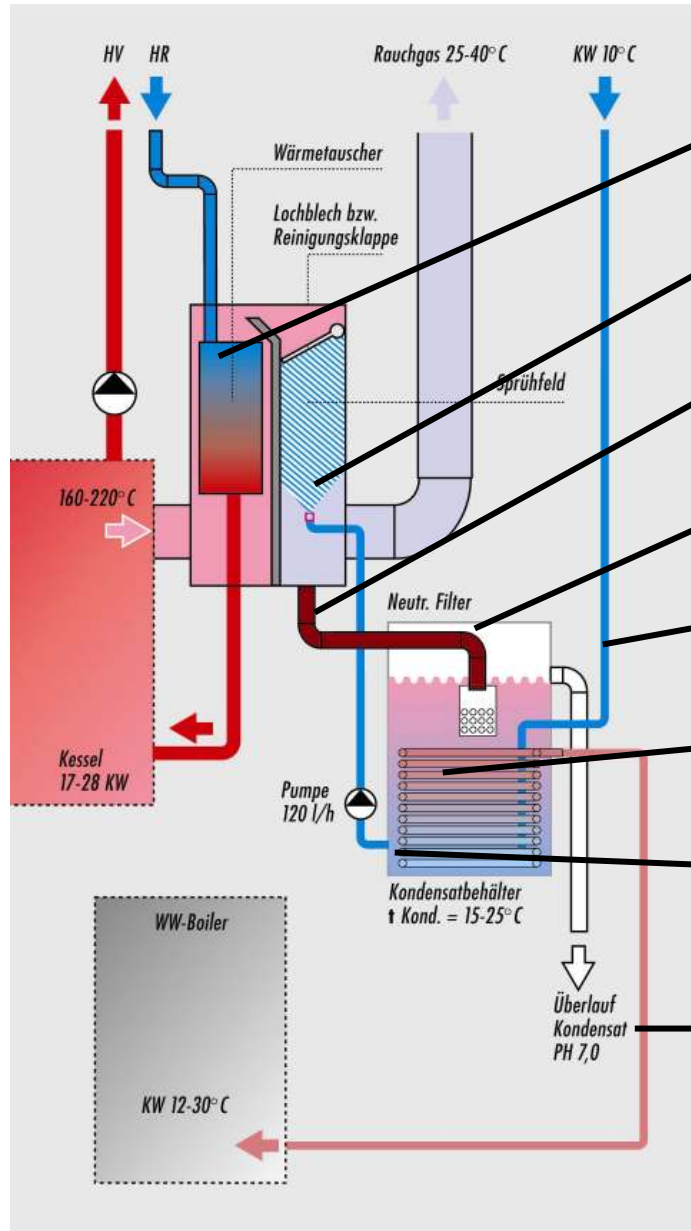 HV HR Rauchgas 25-40°C KW 10°C
Wärmetauscher
Lochblech bzw.
Reinigungsklappe
Sprühfeld
160-220°C
Neutr. Filter
Kessel
17-28 KW
Pumpe
120 l/h
Kondensatbehälter
t Kond. = 15-25°C
WW-Boiler
Überlauf
Kondensat
PH 7,0
KW 12-30°C